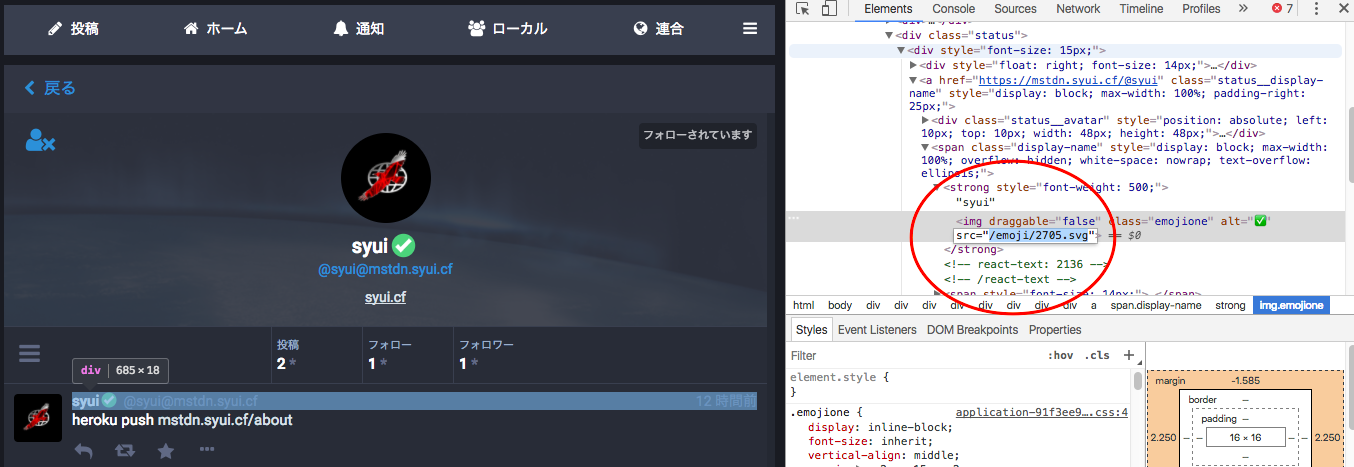 投稿 ホーム 通知 ローカル 連合
戻る
フォローされています
syui
@syui@mstdn.syui.cf
syui.cf
投稿 フォロー フォロワー
2 * 1 * 1 *
div 685 × 18
syui @syui@mstdn.syui.cf 12 時間前
heroku push mstdn.syui.cf/about
Elements Console Sources Network Timeline Profiles » 7
<div class="status">
<div style="font-size: 15px;">
<div style="float: right; font-size: 14px;">…</div>
<a href="https://mstdn.syui.cf/@syui" class="status__display-
name" style="display: block; max-width: 100%; padding-right:
25px;">
<div class="status__avatar" style="position: absolute; left:
10px; top: 10px; width: 48px; height: 48px;">…</div>
<span class="display-name" style="display: block; max-width:
100%; overflow: hidden; white-space: nowrap; text-overflow:
ellipsis;">
<strong style="font-weight: 500;">
"syui"
<img draggable="false" class="emojione" alt="✅"
src="/emoji/2705.svg"> == $0
</strong>
<!-- react-text: 2136 -->
<!-- /react-text -->
<span style="font-size: 14px;">…</span>
html body div div div div div div div a span.display-name strong img.emojione
Styles Event Listeners DOM Breakpoints Properties
Filter :hov .cls +
element.style {
}
.emojione { application-91f3ee9….css:4
display: inline-block;
font-size: inherit;
vertical-align: middle;
margin -1.585
border –
padding –
2.250 – – 16 × 16 – – 2.250
–